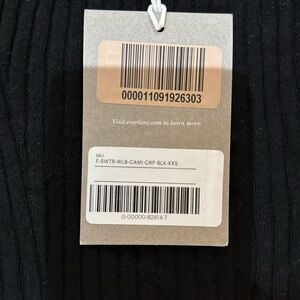 000011091926303
Visit everlane.com to learn more.
SKU
F-SWTR-WLB-CAMI-CRP-BLK-XXS
0-00000-82814-7